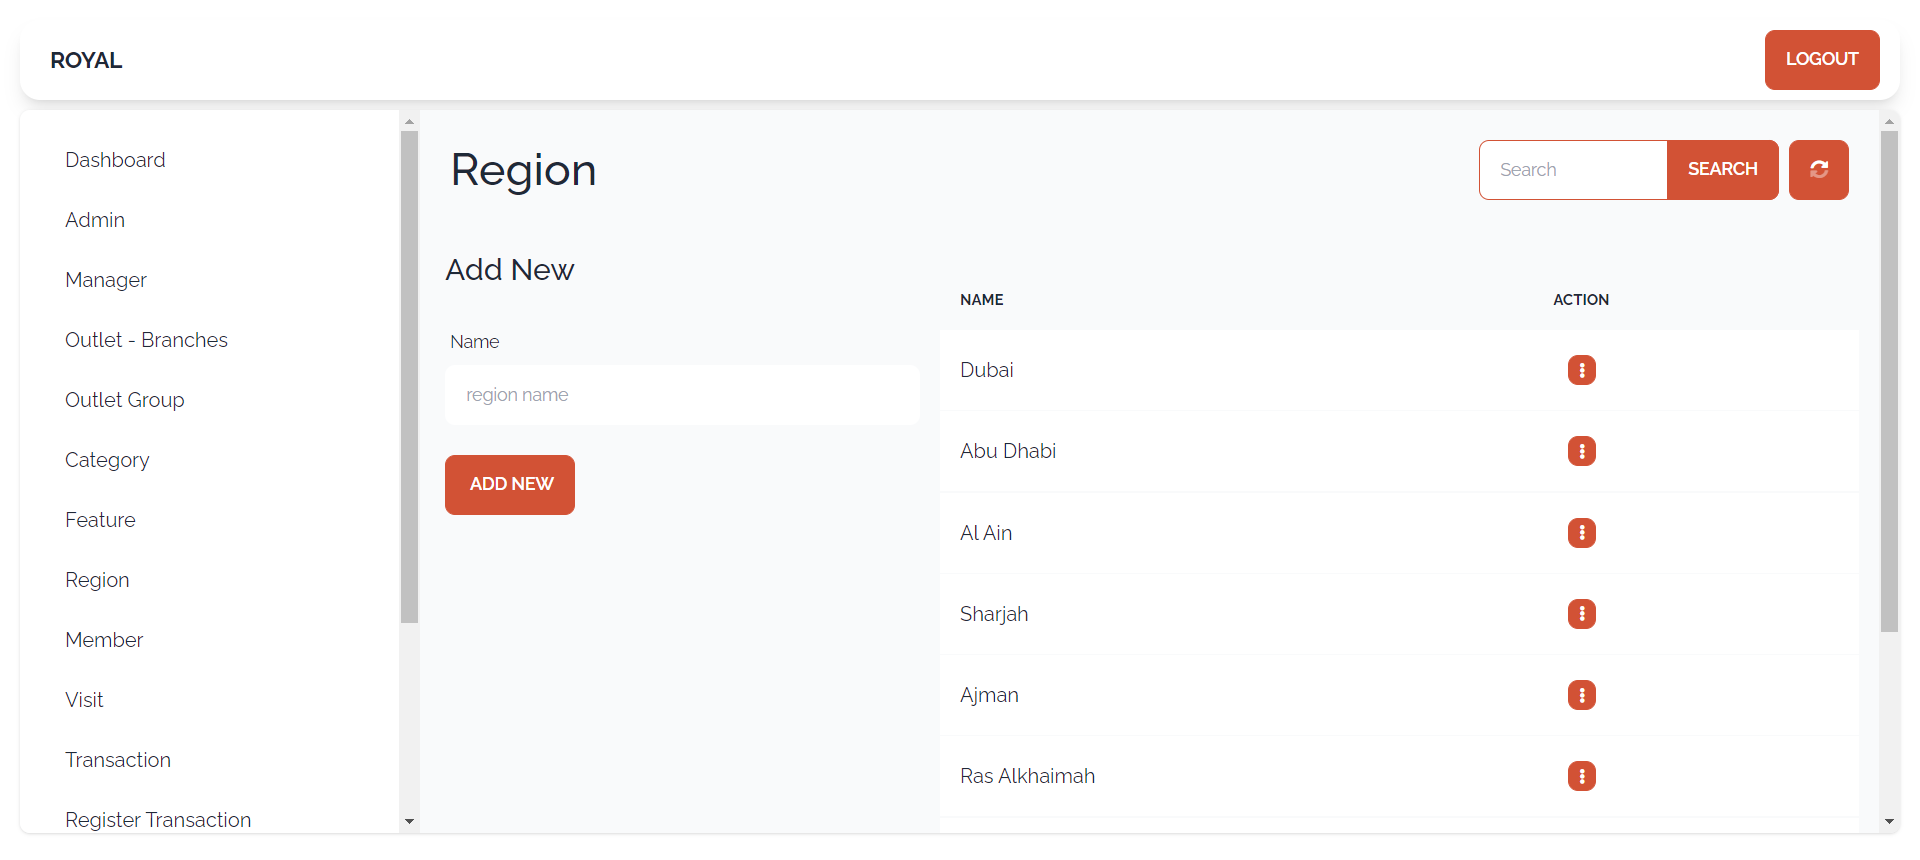 ROYAL
LOGOUT
Dashboard
Admin
Manager
Outlet - Branches
Outlet Group
Category
Feature
Region
Member
Visit
Transaction
Register Transaction
Region
Search
SEARCH
Add New
Name
region name
ADD NEW
NAME ACTION
Dubai
Abu Dhabi
Al Ain
Sharjah
Ajman
Ras Alkhaimah